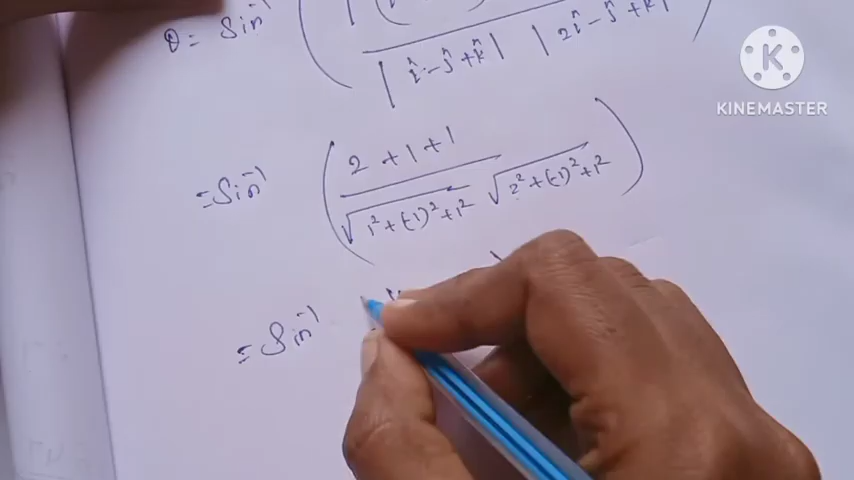 θ = Sin⁻¹
|î-ĵ+k̂| |2î-ĵ+k̂|
= Sin⁻¹ (2+1+1 / √1²+(-1)²+1² √2²+(-1)²+1²)
= Sin⁻¹
K
KINEMASTER